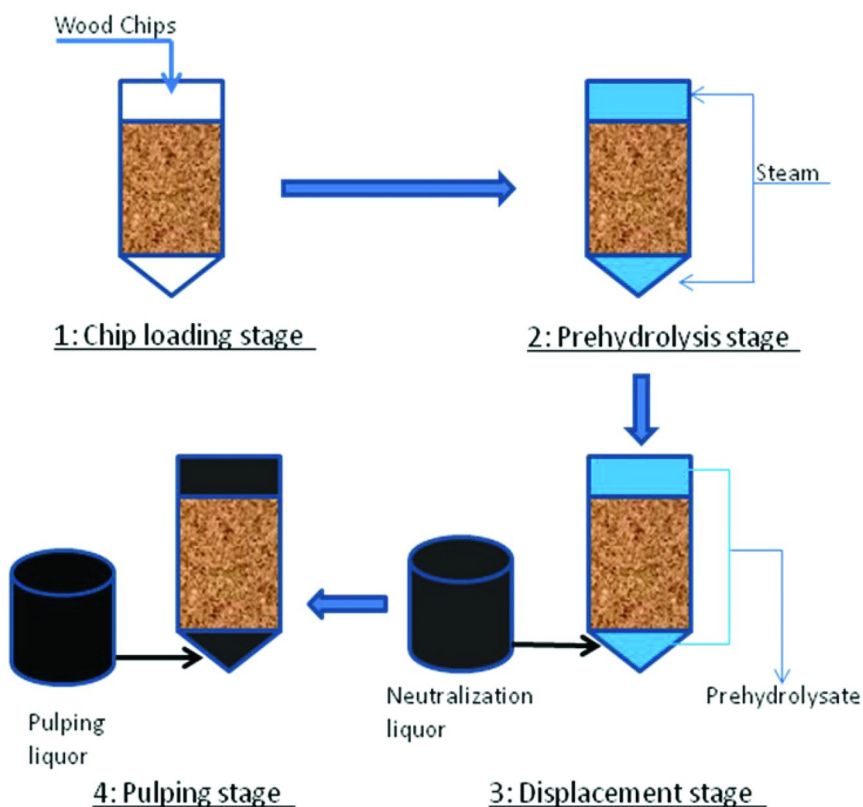 Wood Chips
Steam
1: Chip loading stage
2: Prehydrolysis stage
Pulping
liquor
Neutralization
liquor
Prehydrolysate
4: Pulping stage
3: Displacement stage